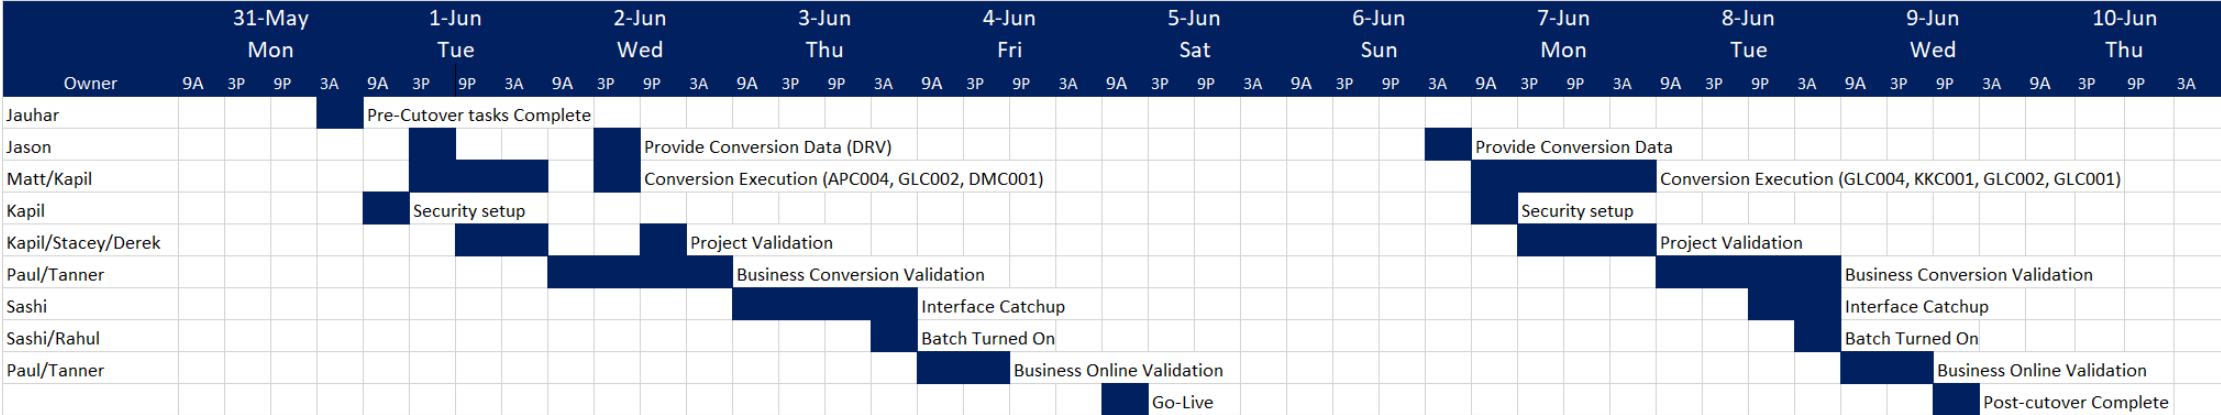 31-May 1-Jun 2-Jun 3-Jun 4-Jun 5-Jun 6-Jun 7-Jun 8-Jun 9-Jun 10-Jun
Mon Tue Wed Thu Fri Sat Sun Mon Tue Wed Thu
Owner 9A 3P 9P 3A 9A 3P 9P 3A 9A 3P 9P 3A 9A 3P 9P 3A 9A 3P 9P 3A 9A 3P 9P 3A 9A 3P 9P 3A 9A 3P 9P 3A 9A 3P 9P 3A 9A 3P 9P 3A 9A 3P 9P 3A
Jauhar Pre-Cutover tasks Complete
Jason Provide Conversion Data (DRV) Provide Conversion Data
Matt/Kapil Conversion Execution (APC004, GLC002, DMC001) Conversion Execution (GLC004, KKC001, GLC002, GLC001)
Kapil Security setup Security setup
Kapil/Stacey/Derek Project Validation Project Validation
Paul/Tanner Business Conversion Validation Business Conversion Validation
Sashi Interface Catchup Interface Catchup
Sashi/Rahul Batch Turned On Batch Turned On
Paul/Tanner Business Online Validation Business Online Validation
Go-Live Post-cutover Complete